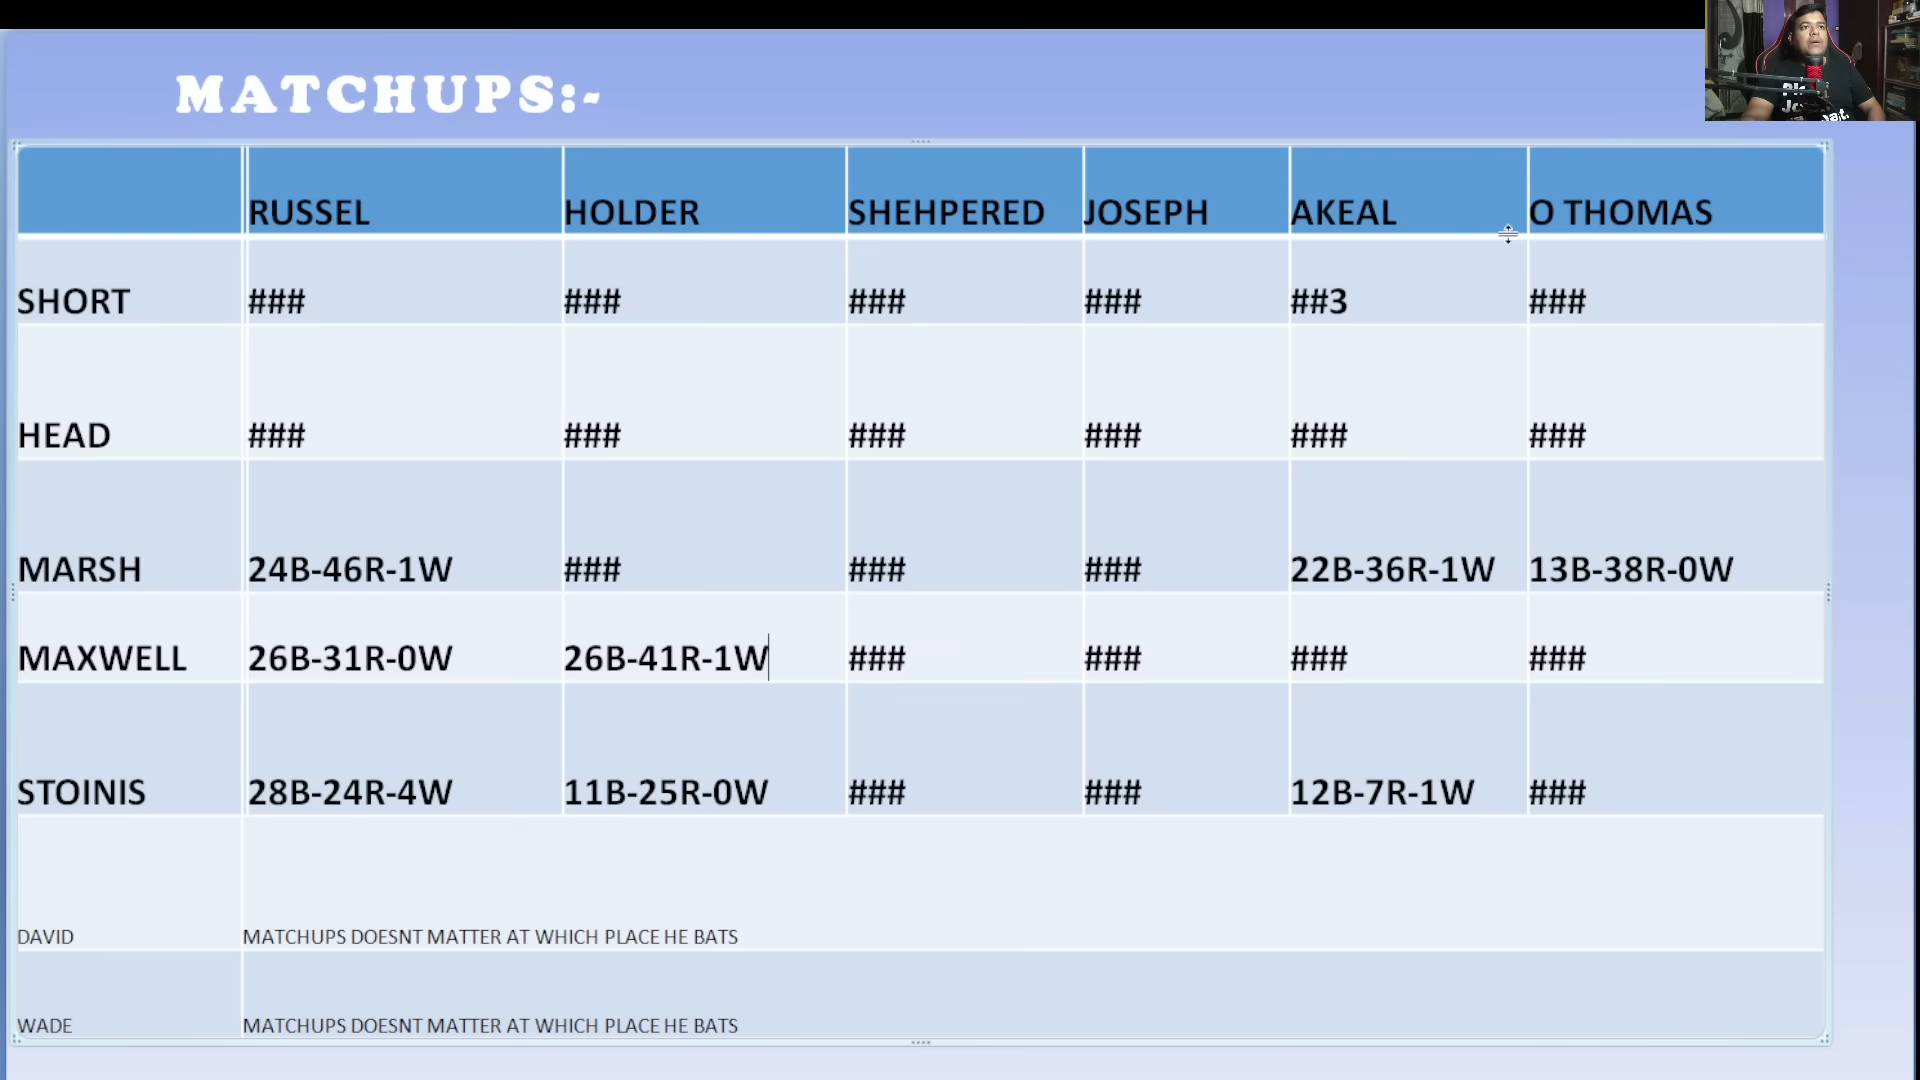 MATCHUPS:-
RUSSEL HOLDER SHEHPERED JOSEPH AKEAL O THOMAS
SHORT ### ### ### ### ##3 ###
HEAD ### ### ### ### ### ###
MARSH 24B-46R-1W ### ### ### 22B-36R-1W 13B-38R-0W
MAXWELL 26B-31R-0W 26B-41R-1W ### ### ### ###
STOINIS 28B-24R-4W 11B-25R-0W ### ### 12B-7R-1W ###
DAVID MATCHUPS DOESNT MATTER AT WHICH PLACE HE BATS
WADE MATCHUPS DOESNT MATTER AT WHICH PLACE HE BATS